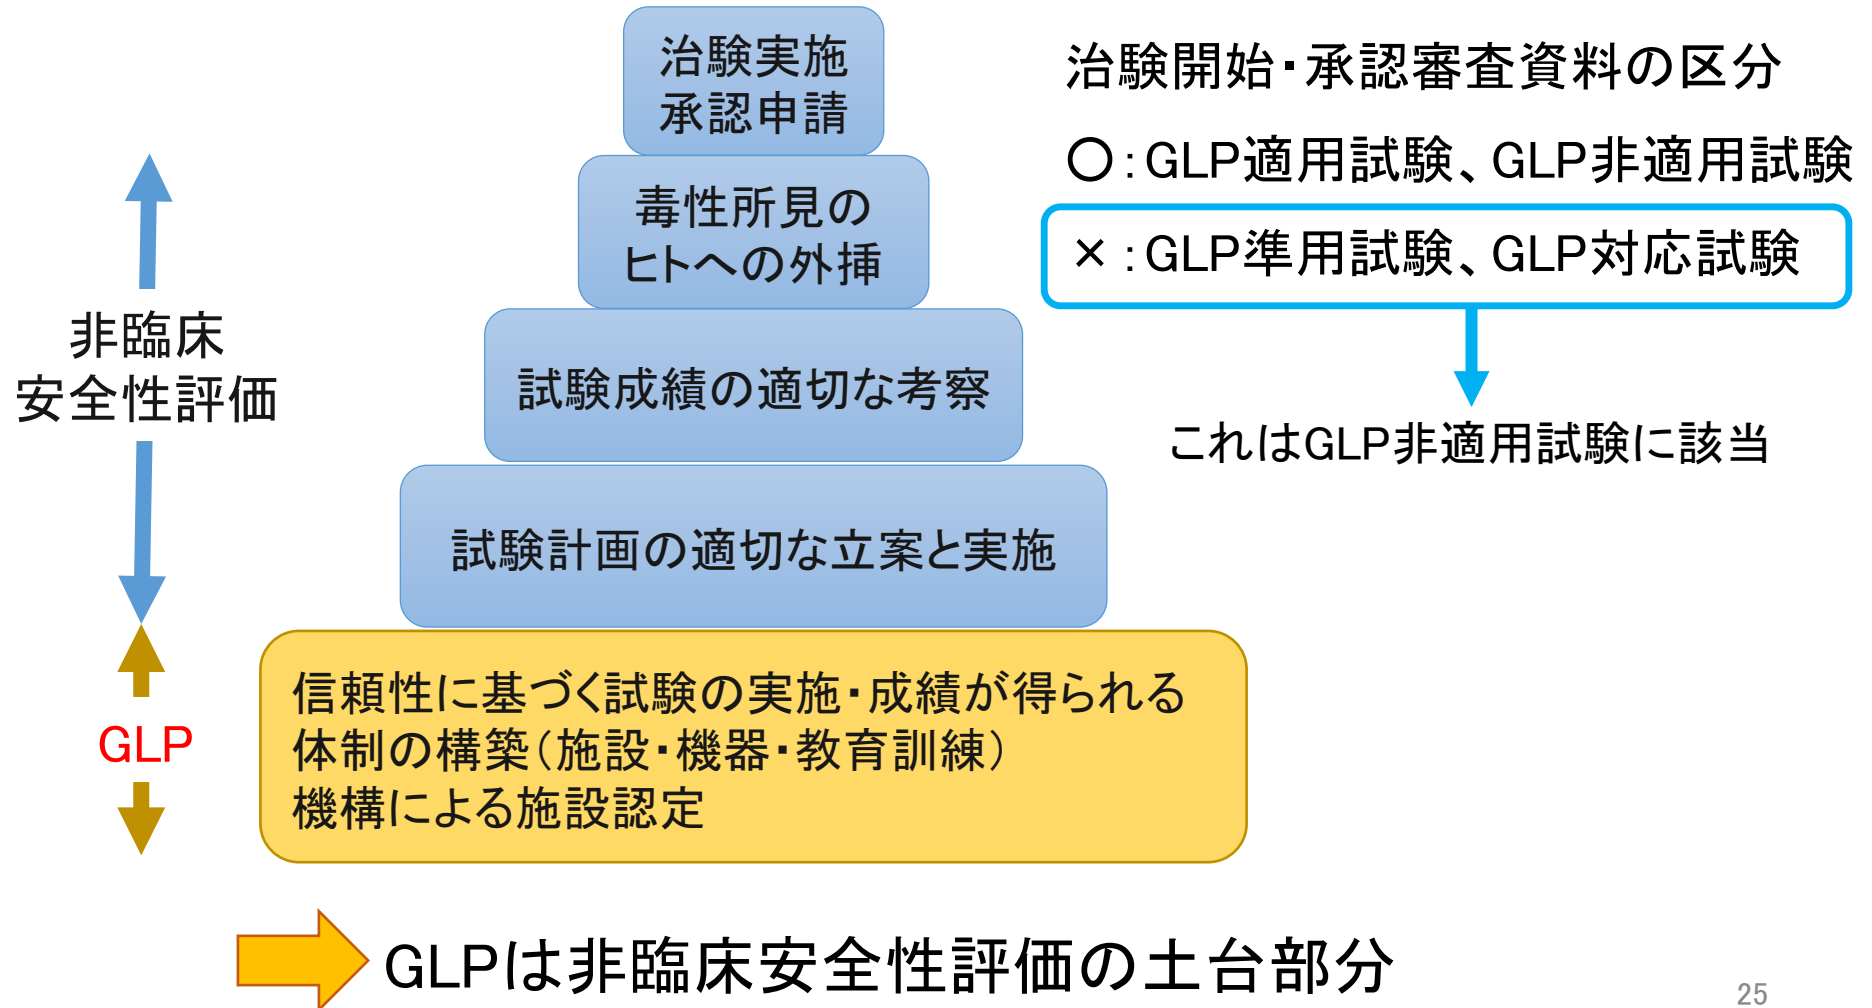 治験実施
承認申請
毒性所見の
ヒトへの外挿
試験成績の適切な考察
試験計画の適切な立案と実施
信頼性に基づく試験の実施・成績が得られる
体制の構築(施設・機器・教育訓練)
機構による施設認定
非臨床
安全性評価
GLP
治験開始・承認審査資料の区分
〇:GLP適用試験、GLP非適用試験
×:GLP準用試験、GLP対応試験
これはGLP非適用試験に該当
GLPは非臨床安全性評価の土台部分
25